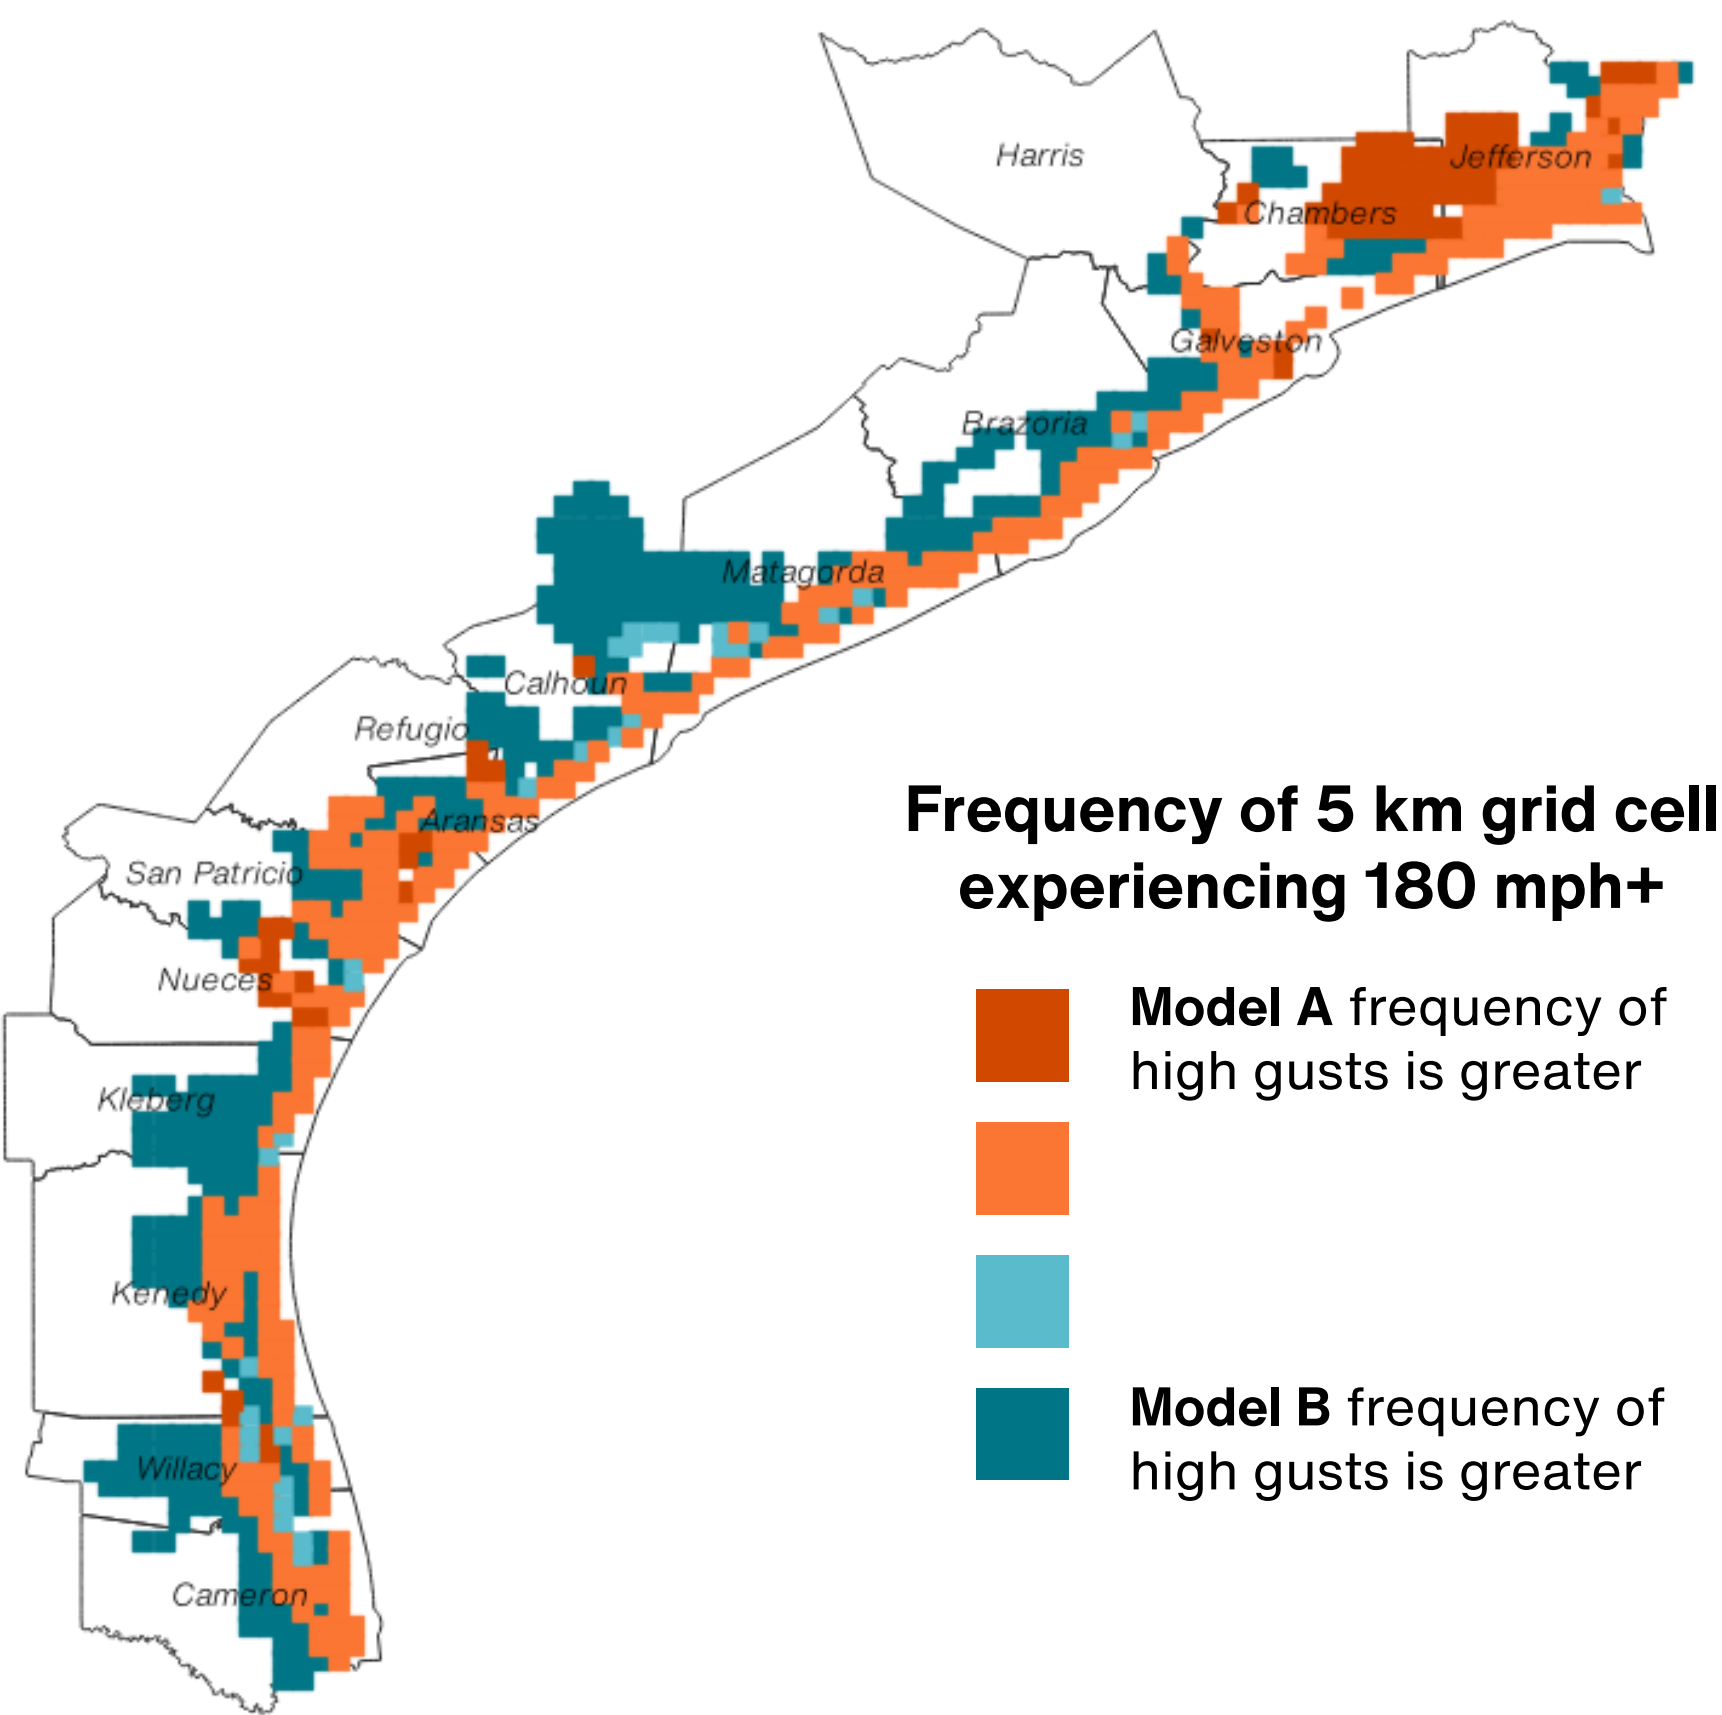 Harris
Jefferson
Chambers
Galveston
Brazoria
Matagorda
Calhoun
Refugio
Aransas
San Patricio
Nueces
Kleberg
Kenedy
Willacy
Cameron
Frequency of 5 km grid cell
experiencing 180 mph+
Model A frequency of
high gusts is greater
Model B frequency of
high gusts is greater